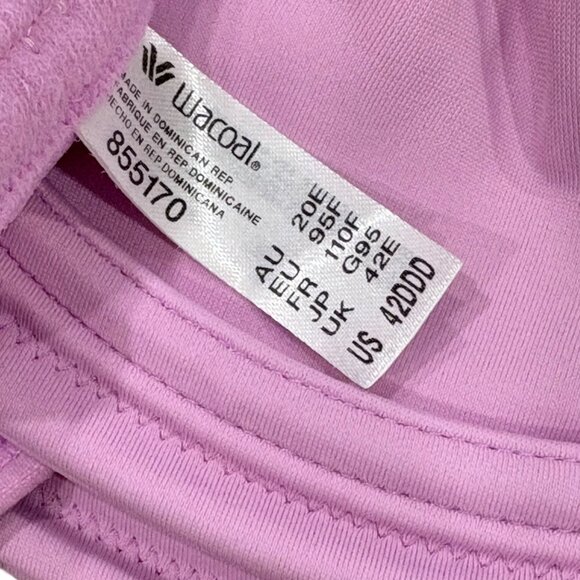 wacoal®
MADE IN DOMINICAN REP
FABRIQUE EN REP. DOMINICAINE
HECHO EN REP. DOMINICANA
855170
AU 20E
EU 95FF
FR 110F
JP G95
UK 42E
US 42DDD